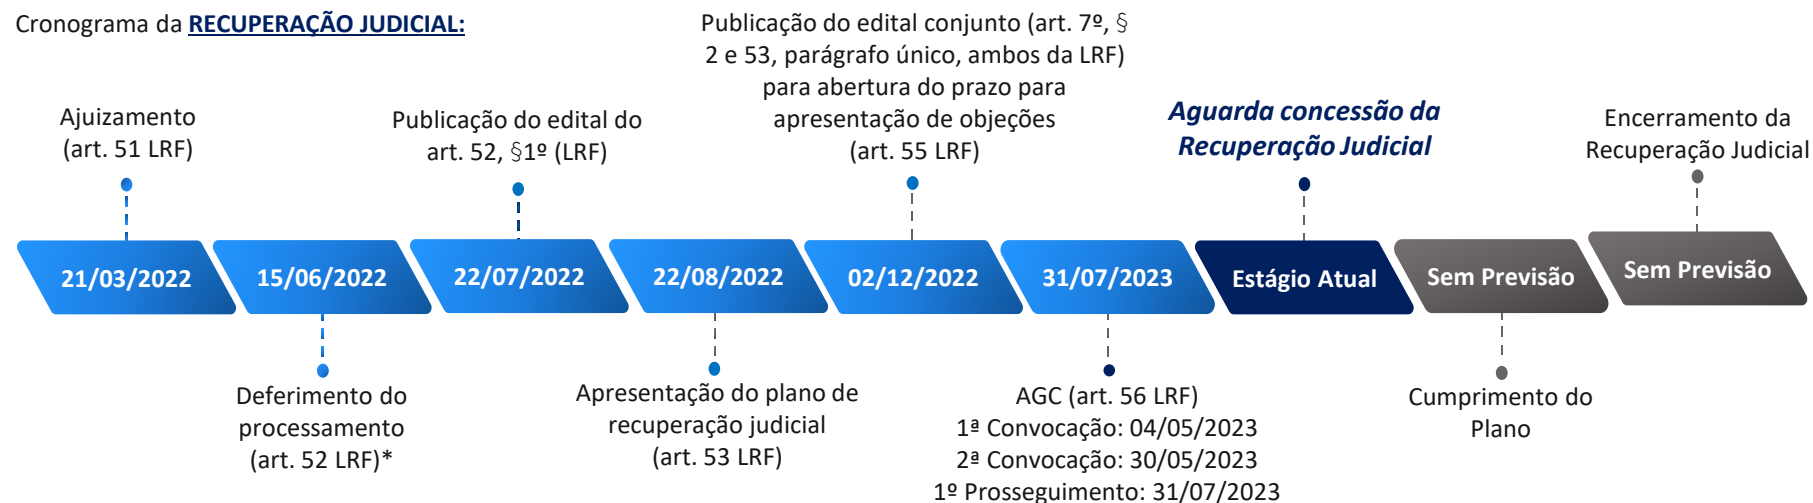 Cronograma da RECUPERAÇÃO JUDICIAL:
Ajuizamento
(art. 51 LRF)
Publicação do edital do
art. 52, §1º (LRF)
Publicação do edital conjunto (art. 7º, §
2 e 53, parágrafo único, ambos da LRF)
para abertura do prazo para
apresentação de objeções
(art. 55 LRF)
Aguarda concessão da
Recuperação Judicial
Encerramento da
Recuperação Judicial
21/03/2022
15/06/2022
22/07/2022
22/08/2022
02/12/2022
31/07/2023
Estágio Atual
Sem Previsão
Sem Previsão
Deferimento do
processamento
(art. 52 LRF)*
Apresentação do plano de
recuperação judicial
(art. 53 LRF)
AGC (art. 56 LRF)
1ª Convocação: 04/05/2023
2ª Convocação: 30/05/2023
1º Prosseguimento: 31/07/2023
Cumprimento do
Plano